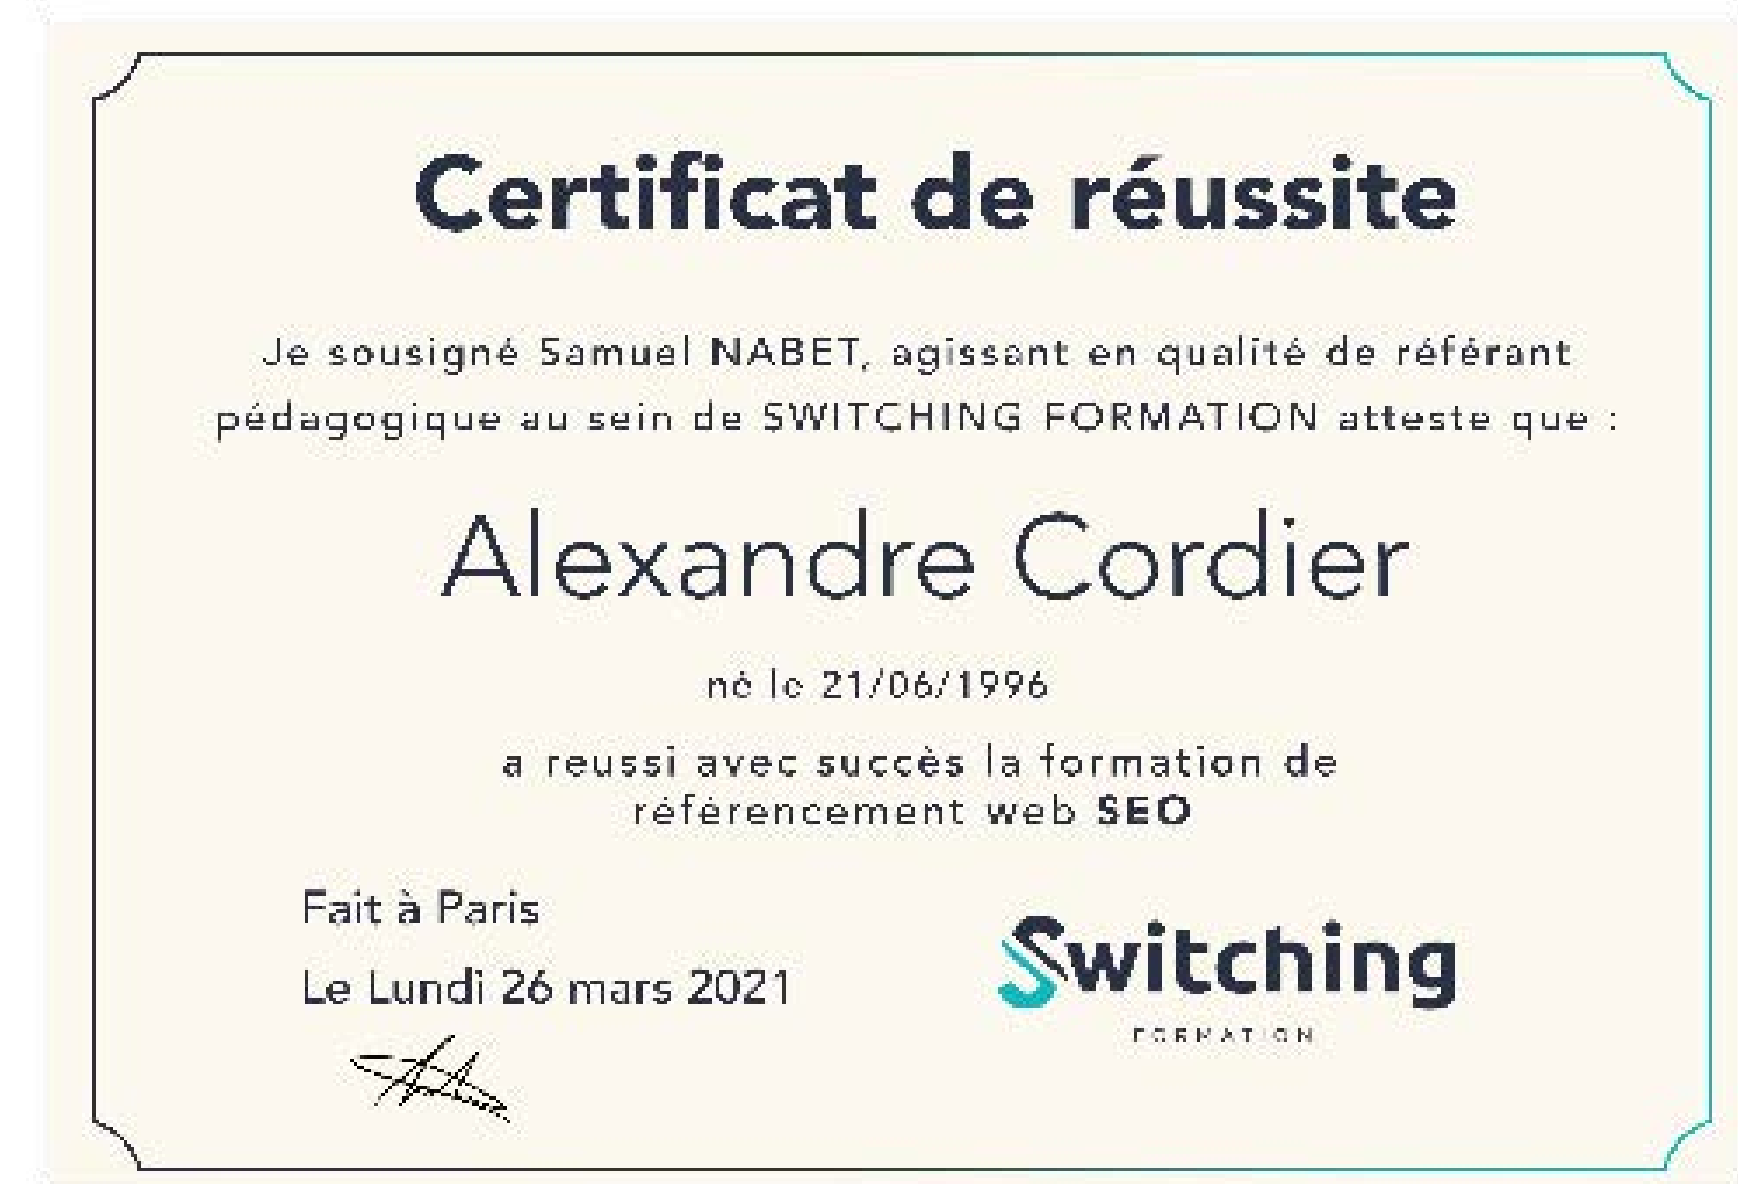 Certificat de réussite
Je sousigné Samuel NABET, agissant en qualité de référant
pédagogique au sein de SWITCHING FORMATION atteste que :
Alexandre Cordier
né le 21/06/1996
a reussi avec succès la formation de
référencement web SEO
Fait à Paris
Le Lundi 26 mars 2021
Switching
FORMATION